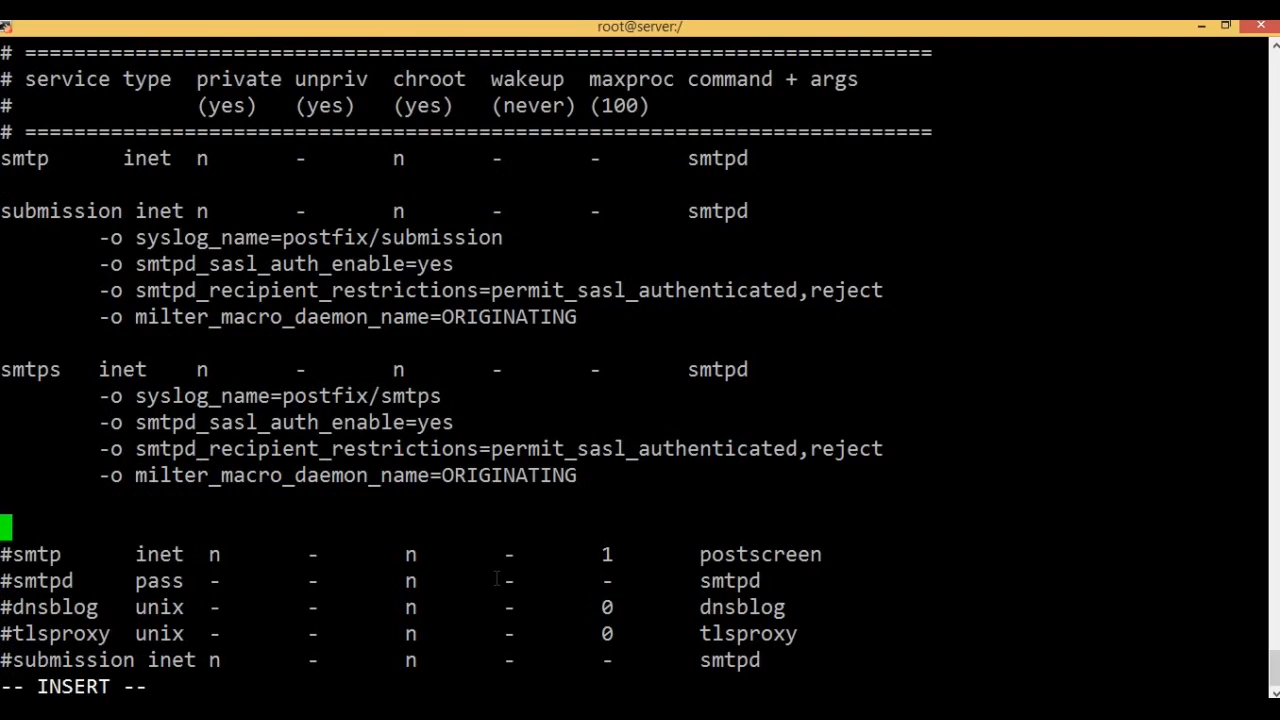 root@server:/
# ==========================================================================
# service type  private unpriv  chroot  wakeup  maxproc command + args
#               (yes)   (yes)   (yes)   (never) (100)
# ==========================================================================
smtp      inet  n       -       n       -       -       smtpd
submission inet n       -       n       -       -       smtpd
        -o syslog_name=postfix/submission
        -o smtpd_sasl_auth_enable=yes
        -o smtpd_recipient_restrictions=permit_sasl_authenticated,reject
        -o milter_macro_daemon_name=ORIGINATING
smtps   inet    n       -       n       -       -       smtpd
        -o syslog_name=postfix/smtps
        -o smtpd_sasl_auth_enable=yes
        -o smtpd_recipient_restrictions=permit_sasl_authenticated,reject
        -o milter_macro_daemon_name=ORIGINATING
#smtp      inet  n       -       n       -       1       postscreen
#smtpd     pass  -       -       n       -       -       smtpd
#dnsblog   unix  -       -       n       -       0       dnsblog
#tlsproxy  unix  -       -       n       -       0       tlsproxy
#submission inet n       -       n       -       -       smtpd
-- INSERT --